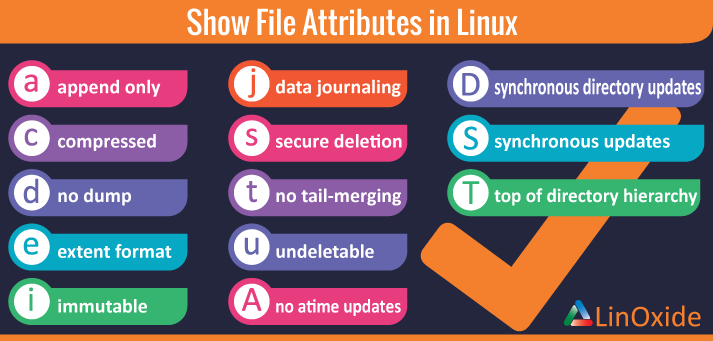 Show File Attributes in Linux
a append only
c compressed
d no dump
e extent format
i immutable
j data journaling
s secure deletion
t no tail-merging
u undeletable
A no atime updates
D synchronous directory updates
S synchronous updates
T top of directory hierarchy
LinOxide